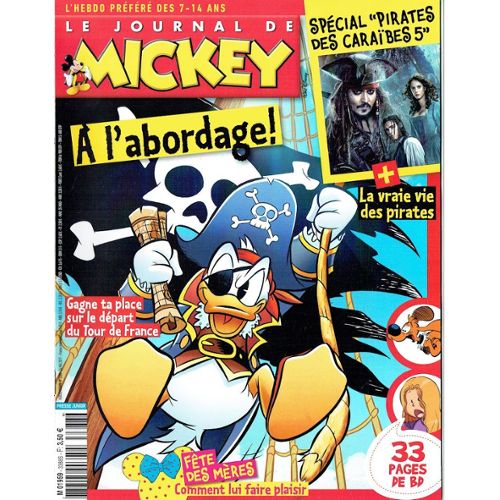 L'HEBDO PRÉFÉRÉ DES 7-14 ANS
LE JOURNAL DE
MICKEY
SPÉCIAL "PIRATES
DES CARAÏBES 5"
À l'abordage!
+
La vraie vie
des pirates
Gagne ta place
sur le départ
du Tour de France
PRESSE JUNIOR
FÊTE
DES MÈRES
Comment lui faire plaisir
33
PAGES
DE BD